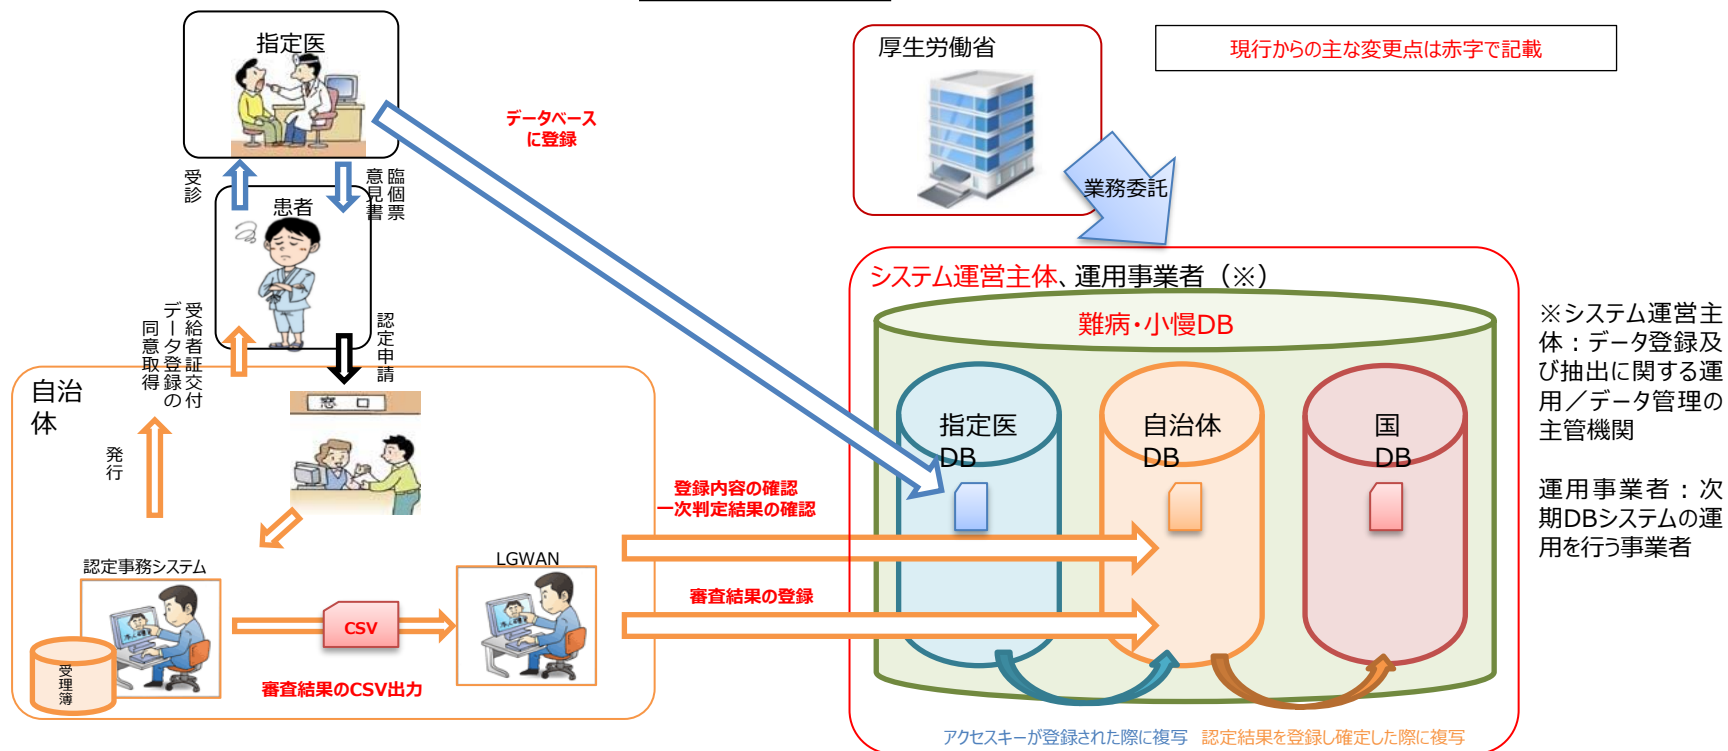 指定医
厚生労働省
現行からの主な変更点は赤字で記載
データベース
に登録
受診
臨個票
意見書
業務委託
患者
システム運営主体、運用事業者（※）
難病・小慢DB
※システム運営主
体：データ登録及
び抽出に関する運
用／データ管理の
主管機関
運用事業者：次
期DBシステムの運
用を行う事業者
受給者証交付
データ登録の
同意取得
認定申請
自治
体
窓口
発行
指定医
DB
自治体
DB
国
DB
登録内容の確認
一次判定結果の確認
認定事務システム
LGWAN
審査結果の登録
CSV
受理簿
審査結果のCSV出力
アクセスキーが登録された際に複写
認定結果を登録し確定した際に複写